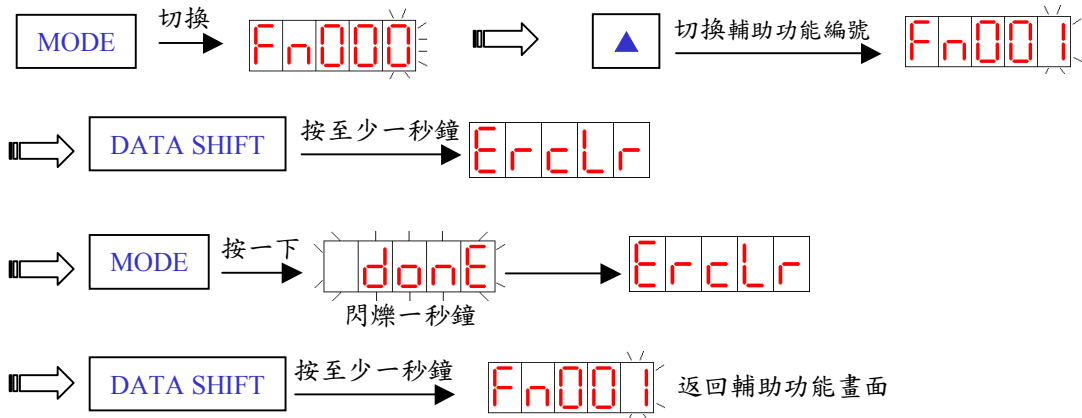 MODE 切換 Fn000 ▲ 切換輔助功能編號 Fn001
DATA SHIFT 按至少一秒鐘 ErcLr
MODE 按一下 donE ErcLr
閃爍一秒鐘
DATA SHIFT 按至少一秒鐘 Fn001 返回輔助功能畫面